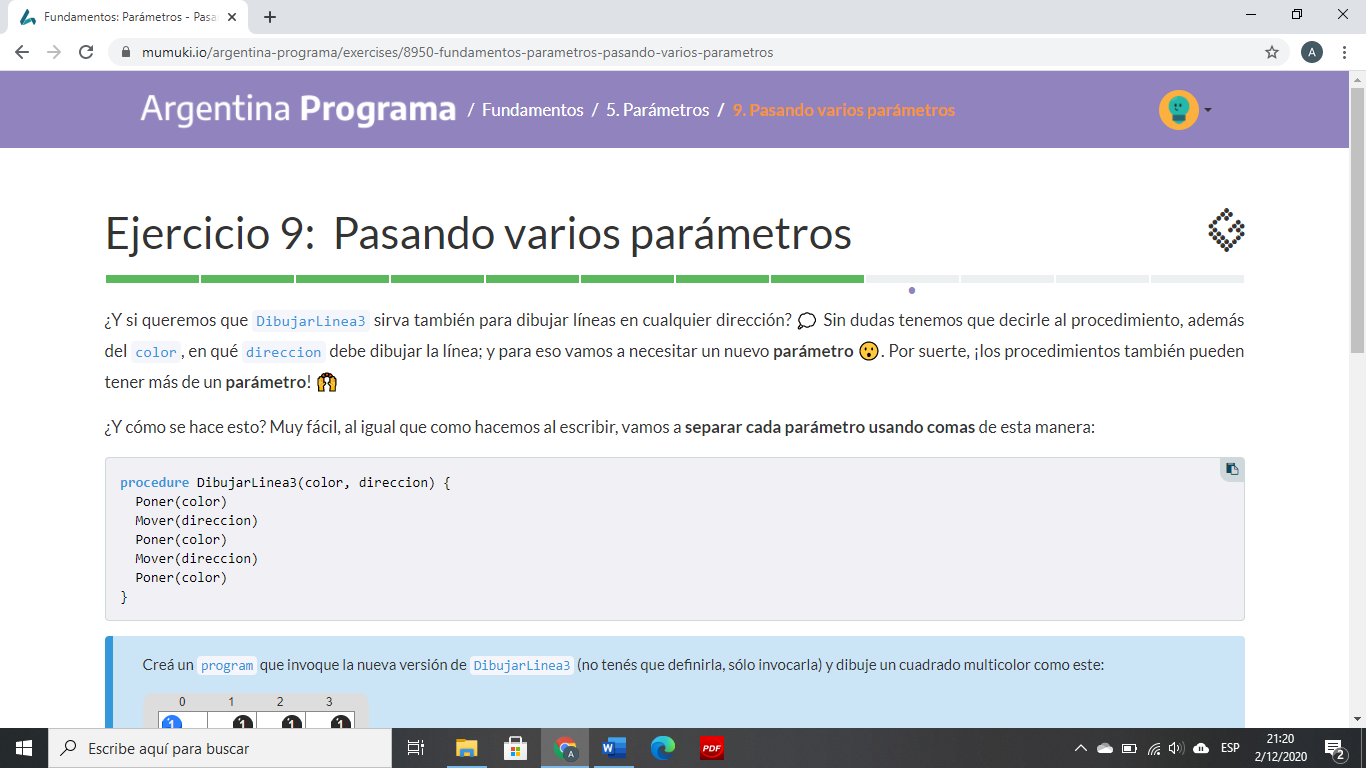 Fundamentos: Parámetros - Pasa
mumuki.io/argentina-programa/exercises/8950-fundamentos-parametros-pasando-varios-parametros
A
Argentina Programa / Fundamentos / 5. Parámetros / 9. Pasando varios parámetros
Ejercicio 9: Pasando varios parámetros
¿Y si queremos que DibujarLinea3 sirva también para dibujar líneas en cualquier dirección? 💭 Sin dudas tenemos que decirle al procedimiento, además
del color, en qué direccion debe dibujar la línea; y para eso vamos a necesitar un nuevo parámetro 😮. Por suerte, ¡los procedimientos también pueden
tener más de un parámetro! 🙌
¿Y cómo se hace esto? Muy fácil, al igual que como hacemos al escribir, vamos a separar cada parámetro usando comas de esta manera:
procedure DibujarLinea3(color, direccion) {
Poner(color)
Mover(direccion)
Poner(color)
Mover(direccion)
Poner(color)
}
Creá un program que invoque la nueva versión de DibujarLinea3 (no tenés que definirla, sólo invocarla) y dibuje un cuadrado multicolor como este:
0 1 2 3
1 1 1 1
Escribe aquí para buscar
A
W
PDF
ESP
21:20
2/12/2020
2